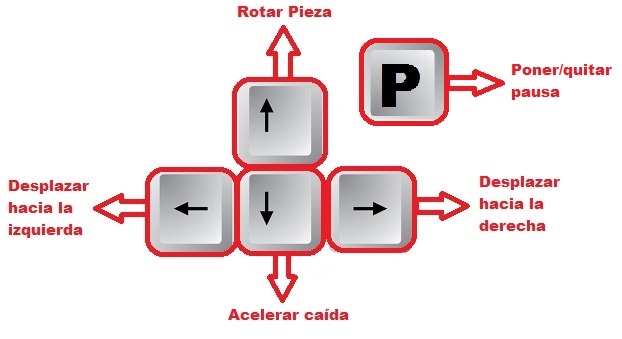 Rotar Pieza
P
Poner/quitar
pausa
Desplazar
hacia la
izquierda
Desplazar
hacia la
derecha
Acelerar caída